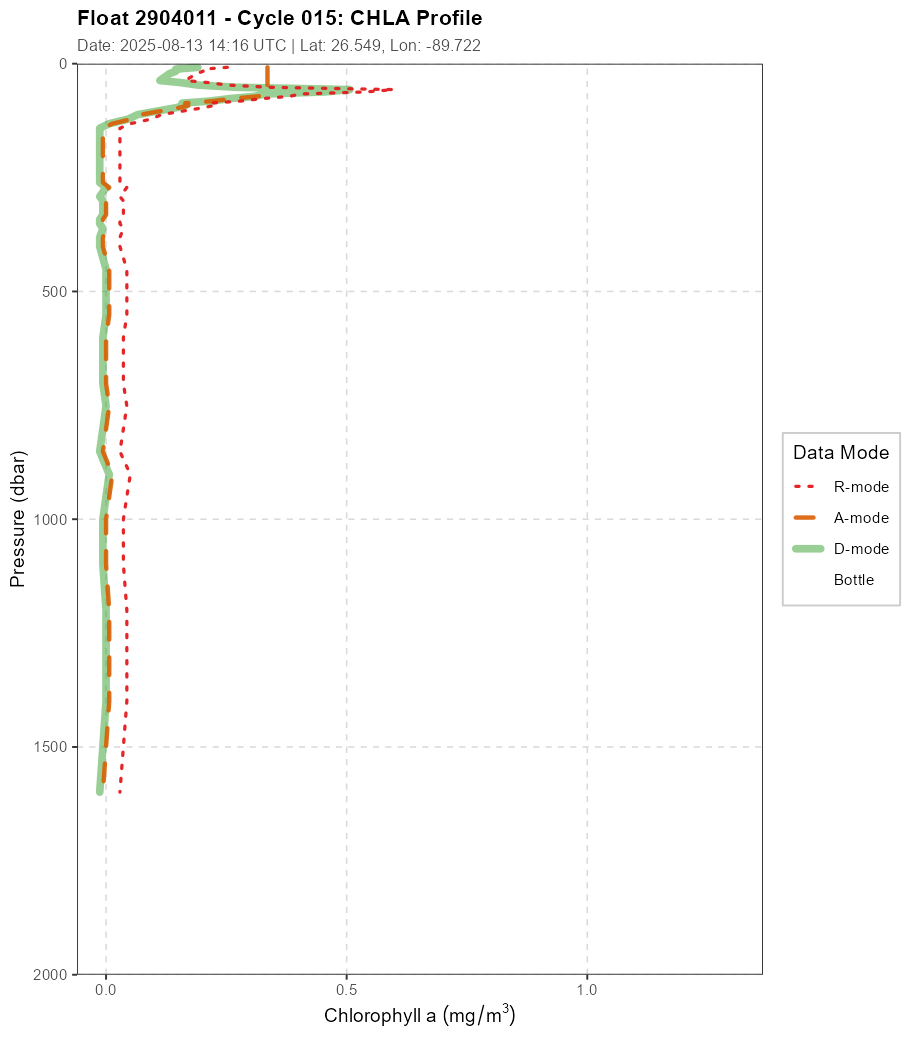 Float 2904011 - Cycle 015: CHLA Profile
Date: 2025-08-13 14:16 UTC | Lat: 26.549, Lon: -89.722
0
500
1000
1500
2000
Pressure (dbar)
0.0
0.5
1.0
Chlorophyll a (mg/m³)
Data Mode
R-mode
A-mode
D-mode
Bottle